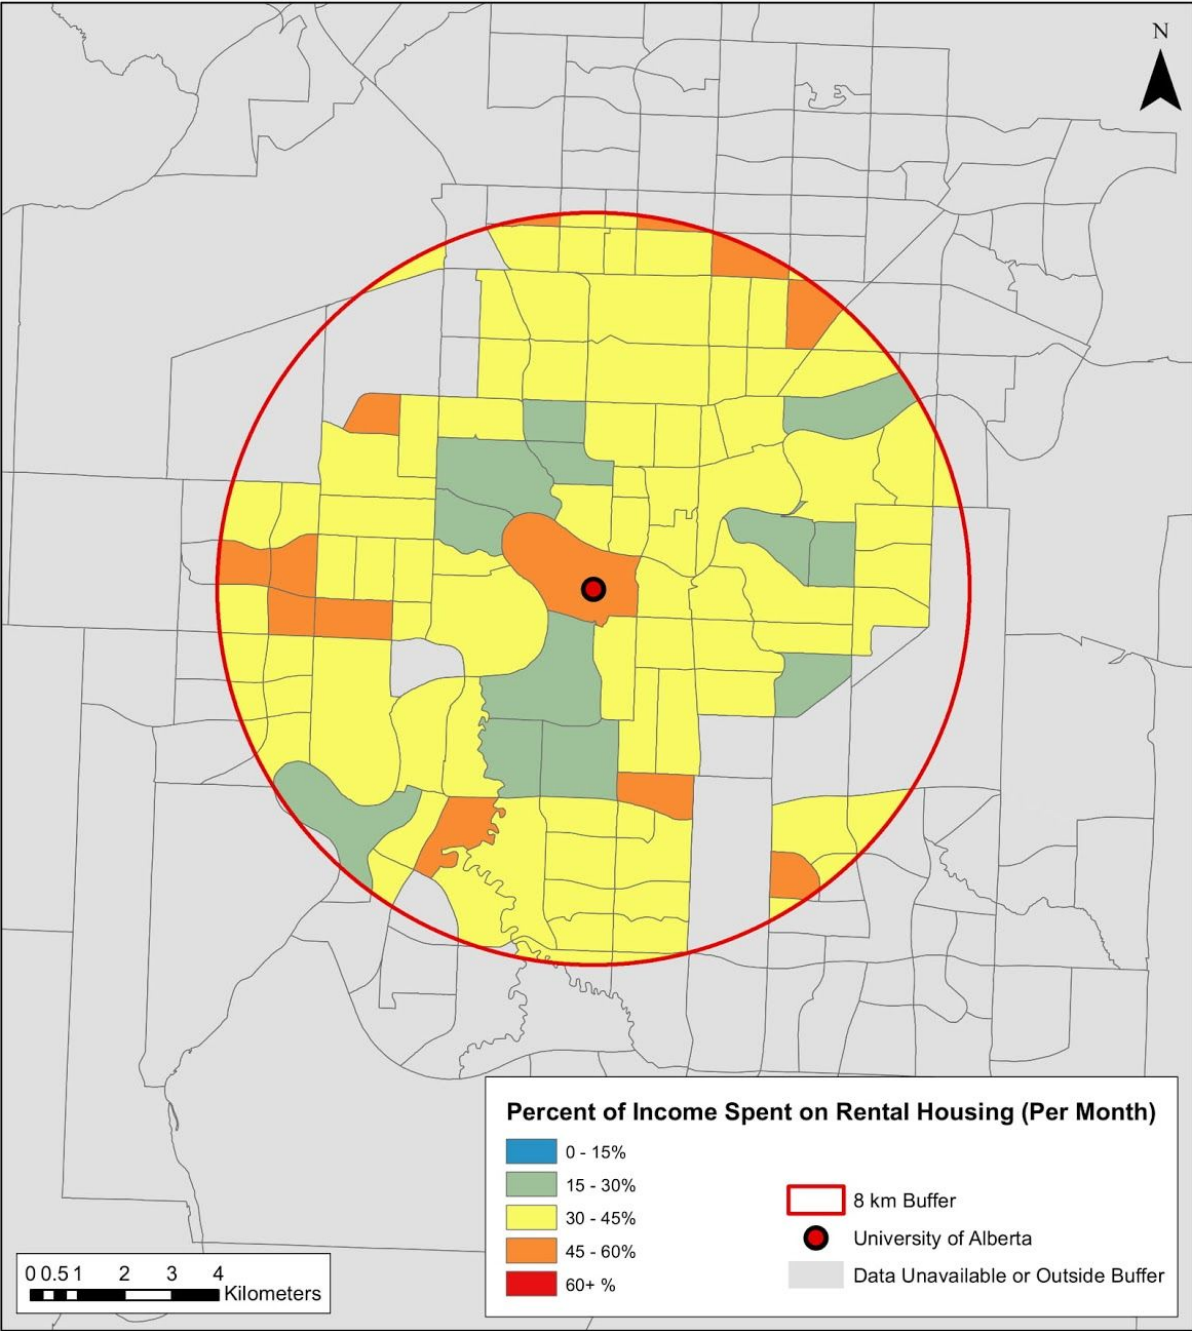 N
Percent of Income Spent on Rental Housing (Per Month)
0 - 15%
15 - 30%
30 - 45%
45 - 60%
60+ %
8 km Buffer
University of Alberta
Data Unavailable or Outside Buffer
0 0.5 1 2 3 4
Kilometers